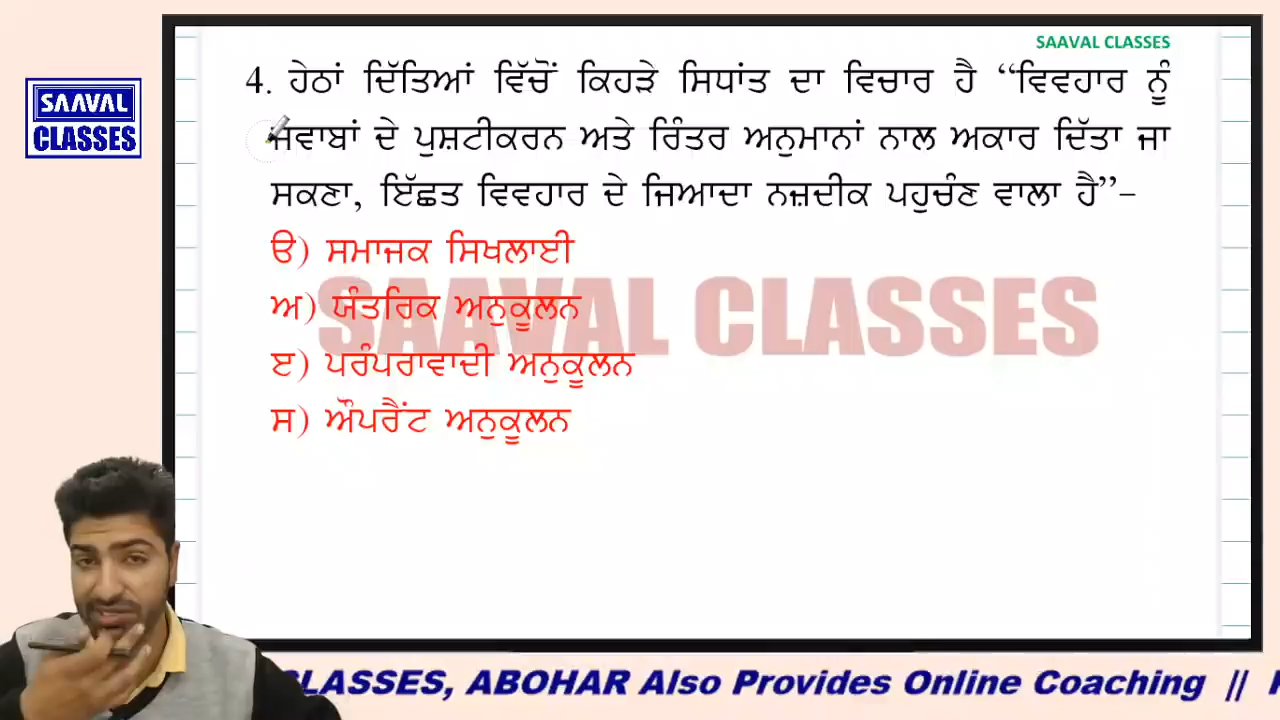 SAAVAL CLASSES
SAAVAL
CLASSES
4. ਹੇਠਾਂ ਦਿੱਤਿਆਂ ਵਿੱਚੋਂ ਕਿਹੜੇ ਸਿਧਾਂਤ ਦਾ ਵਿਚਾਰ ਹੈ “ਵਿਵਹਾਰ ਨੂੰ
ਜਵਾਬਾਂ ਦੇ ਪੁਸ਼ਟੀਕਰਨ ਅਤੇ ਰਿੰਤਰ ਅਨੁਮਾਨਾਂ ਨਾਲ ਅਕਾਰ ਦਿੱਤਾ ਜਾ
ਸਕਣਾ, ਇੱਛਤ ਵਿਵਹਾਰ ਦੇ ਜਿਆਦਾ ਨਜ਼ਦੀਕ ਪਹੁਚੰਣ ਵਾਲਾ ਹੈ”–
ੳ) ਸਮਾਜਕ ਸਿਖਲਾਈ
ਅ) ਯੰਤਰਿਕ ਅਨੁਕੂਲਨ
ੲ) ਪਰੰਪਰਾਵਾਦੀ ਅਨੁਕੂਲਨ
ਸ) ਔਪਰੈਂਟ ਅਨੁਕੂਲਨ
SAAVAL CLASSES
CLASSES, ABOHAR Also Provides Online Coaching //